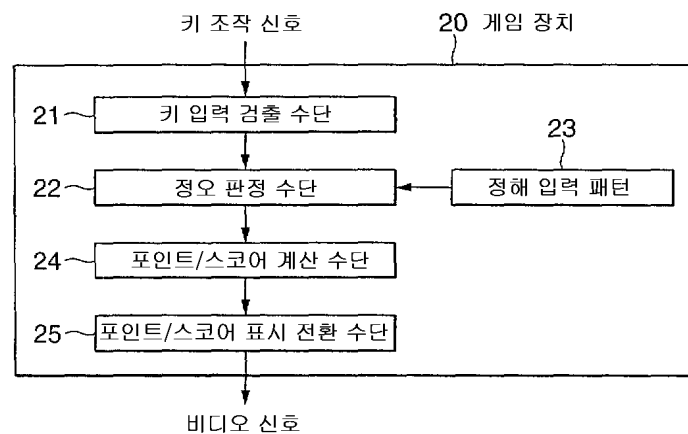 키 조작 신호
20 게임 장치
21 키 입력 검출 수단
23
22 정오 판정 수단 정해 입력 패턴
24 포인트/스코어 계산 수단
25 포인트/스코어 표시 전환 수단
비디오 신호